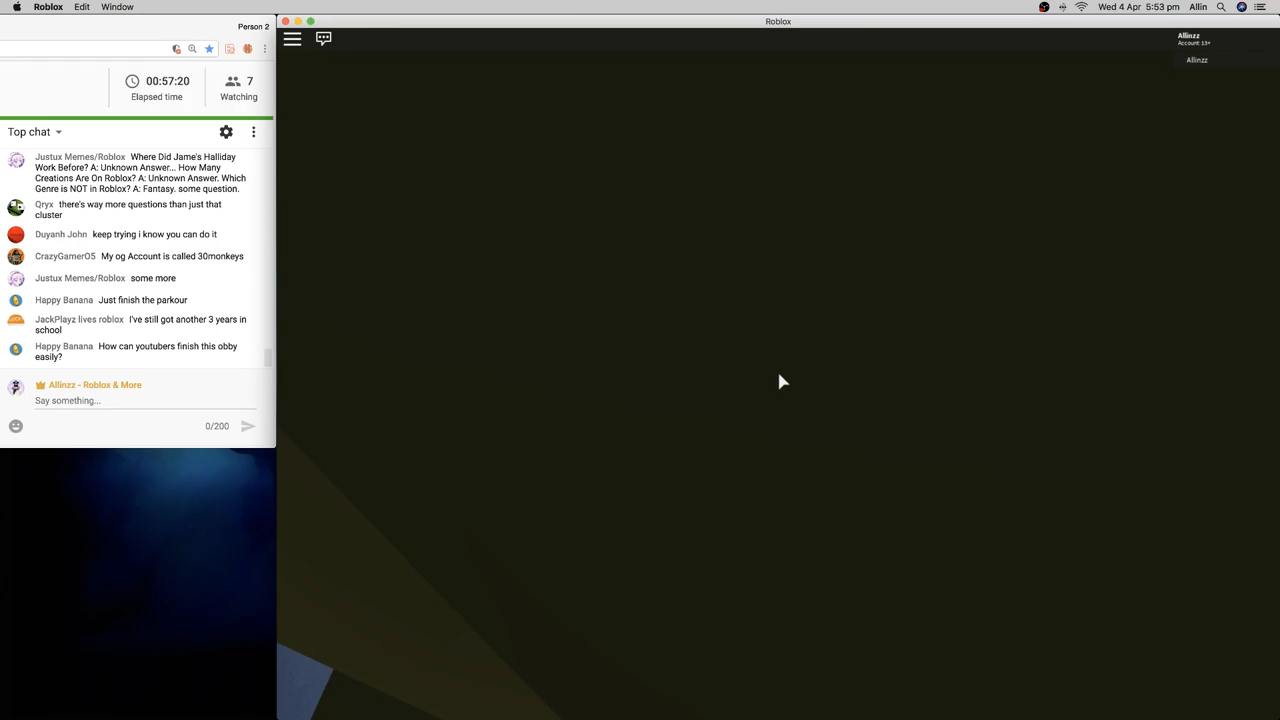 Roblox Edit Window
Wed 4 Apr 5:53 pm Allin
Person 2
Roblox
Allinzz
Account: 13+
Allinzz
00:57:20
Elapsed time
7
Watching
Top chat
Justux Memes/Roblox Where Did Jame's Halliday
Work Before? A: Unknown Answer... How Many
Creations Are On Roblox? A: Unknown Answer. Which
Genre is NOT in Roblox? A: Fantasy. some question.
Qryx there's way more questions than just that
cluster
Duyanh John keep trying i know you can do it
CrazyGamerO5 My og Account is called 30monkeys
Justux Memes/Roblox some more
Happy Banana Just finish the parkour
JackPlayz lives roblox I've still got another 3 years in
school
Happy Banana How can youtubers finish this obby
easily?
Allinzz - Roblox & More
Say something...
0/200